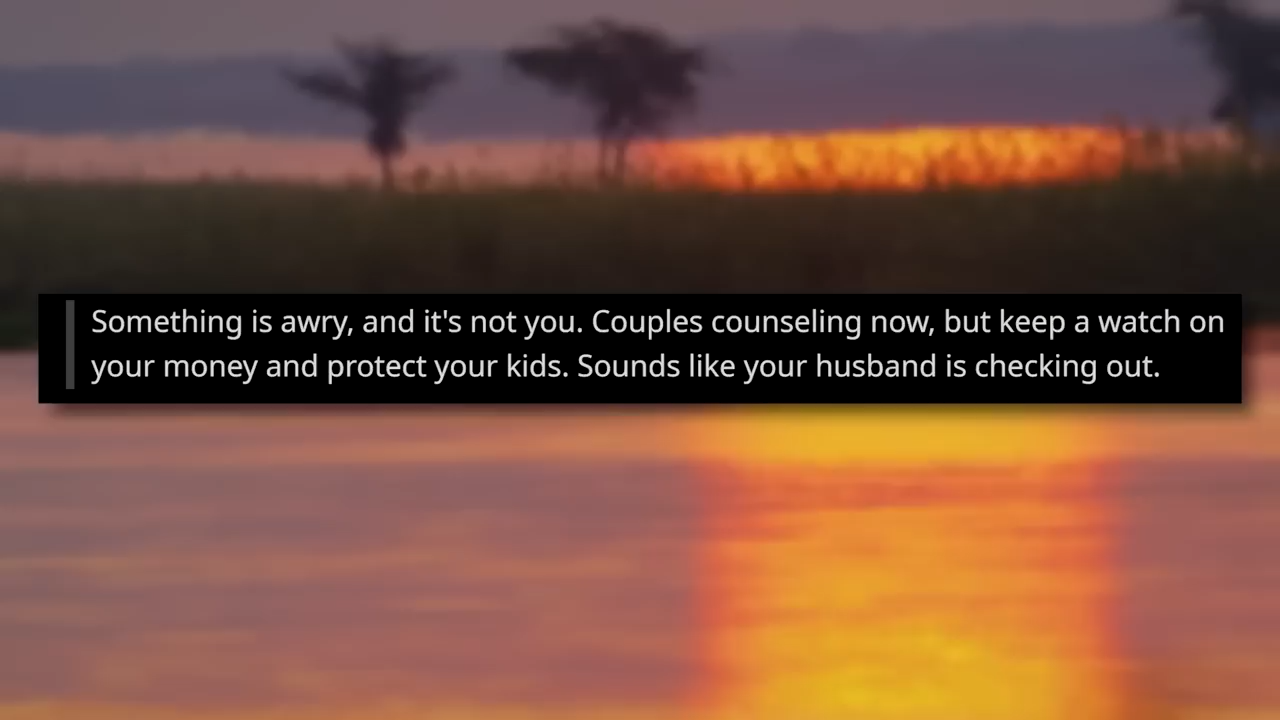 Something is awry, and it's not you. Couples counseling now, but keep a watch on
your money and protect your kids. Sounds like your husband is checking out.